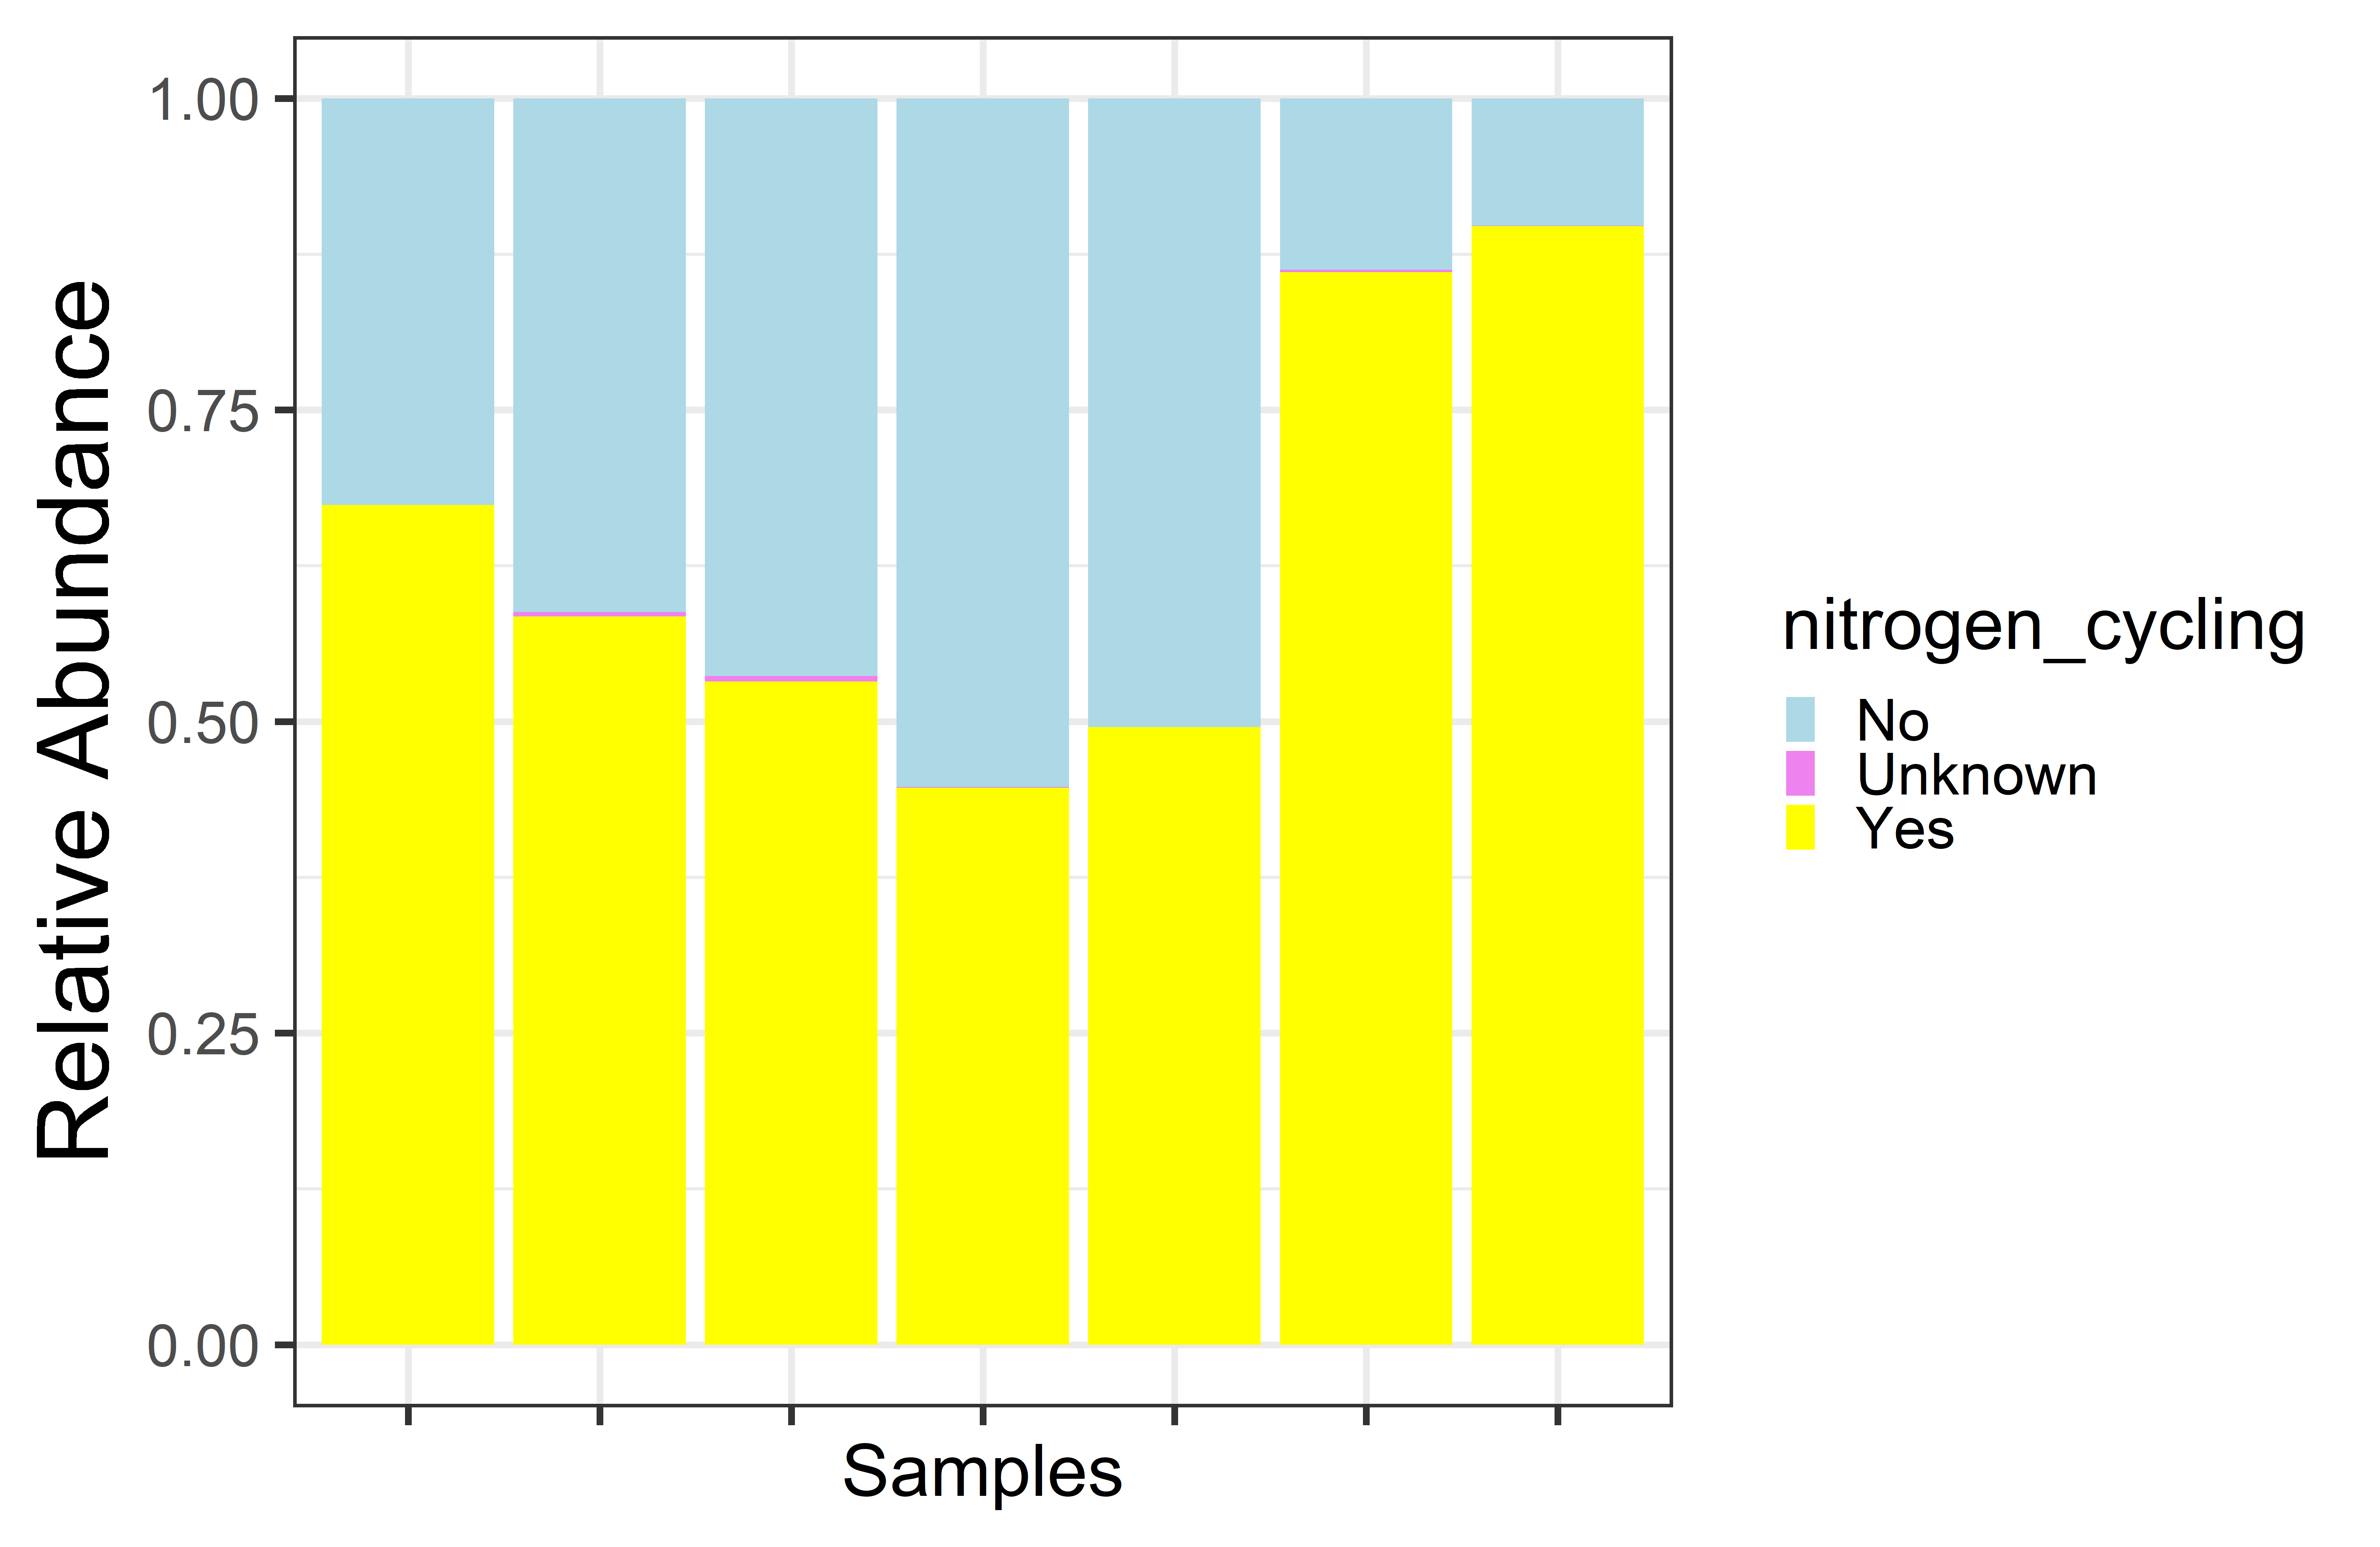 Relative Abundance
1.00
0.75
0.50
0.25
0.00
Samples
nitrogen_cycling
No
Unknown
Yes